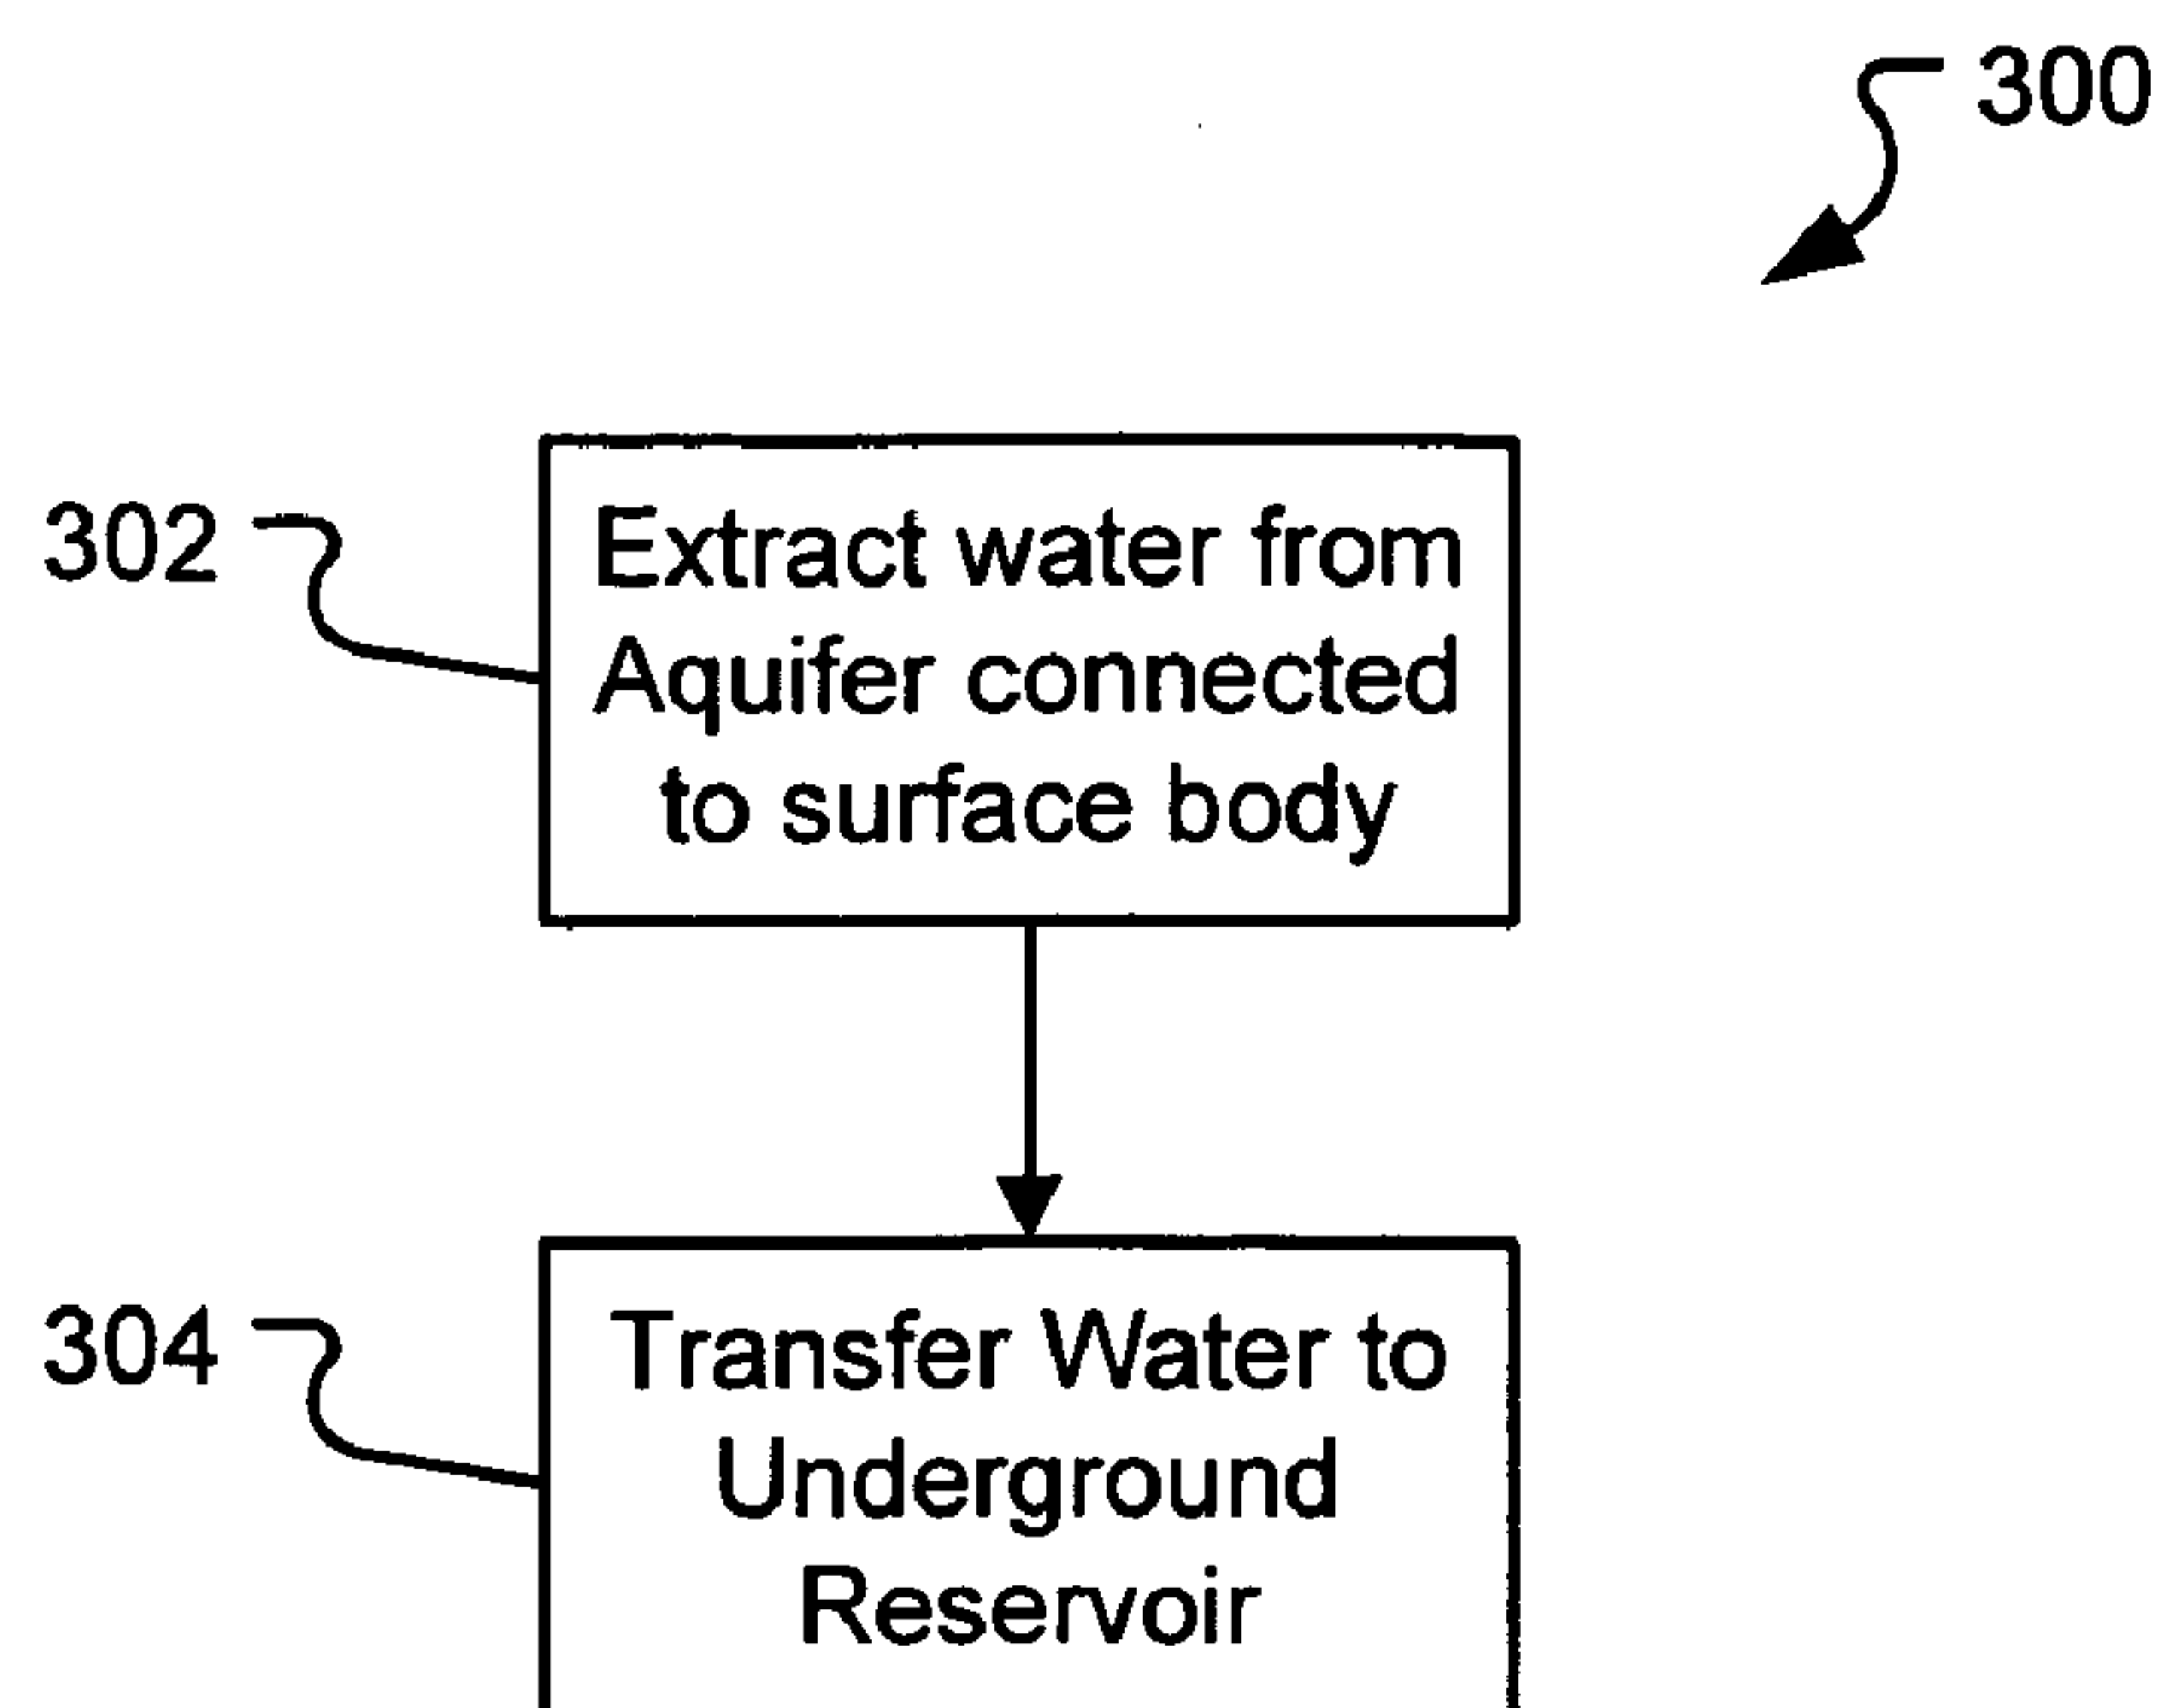 300
302
Extract water from
Aquifer connected
to surface body
304
Transfer Water to
Underground
Reservoir